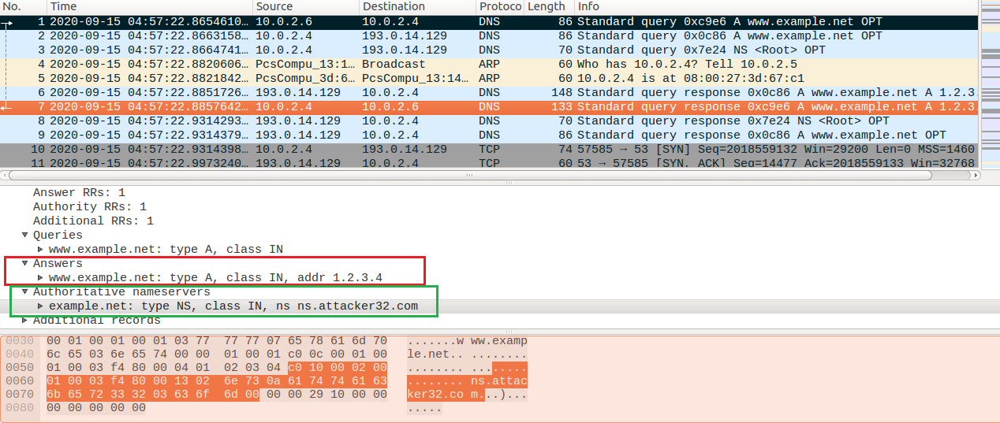 No. Time Source Destination Protoco Length Info
1 2020-09-15 04:57:22.8654610… 10.0.2.6 10.0.2.4 DNS 86 Standard query 0xc9e6 A www.example.net OPT
2 2020-09-15 04:57:22.8663158… 10.0.2.4 193.0.14.129 DNS 86 Standard query 0x0c86 A www.example.net OPT
3 2020-09-15 04:57:22.8664741… 10.0.2.4 193.0.14.129 DNS 70 Standard query 0x7e24 NS <Root> OPT
4 2020-09-15 04:57:22.8820606… PcsCompu_13:1… Broadcast ARP 60 Who has 10.0.2.4? Tell 10.0.2.5
5 2020-09-15 04:57:22.8821842… PcsCompu_3d:6… PcsCompu_13:14… ARP 60 10.0.2.4 is at 08:00:27:3d:67:c1
6 2020-09-15 04:57:22.8851726… 193.0.14.129 10.0.2.4 DNS 148 Standard query response 0x0c86 A www.example.net A 1.2.3.
7 2020-09-15 04:57:22.8857642… 10.0.2.4 10.0.2.6 DNS 133 Standard query response 0xc9e6 A www.example.net A 1.2.3
8 2020-09-15 04:57:22.9314293… 193.0.14.129 10.0.2.4 DNS 70 Standard query response 0x7e24 NS <Root> OPT
9 2020-09-15 04:57:22.9314379… 193.0.14.129 10.0.2.4 DNS 86 Standard query response 0x0c86 A www.example.net OPT
10 2020-09-15 04:57:22.9314398… 10.0.2.4 193.0.14.129 TCP 74 57585 → 53 [SYN] Seq=2018559132 Win=29200 Len=0 MSS=1460
11 2020-09-15 04:57:22.9973240… 193.0.14.129 10.0.2.4 TCP 60 53 → 57585 [SYN, ACK] Seq=14477 Ack=2018559133 Win=32768
Answer RRs: 1
Authority RRs: 1
Additional RRs: 1
Queries
www.example.net: type A, class IN
Answers
www.example.net: type A, class IN, addr 1.2.3.4
Authoritative nameservers
example.net: type NS, class IN, ns ns.attacker32.com
Additional records
0030 00 01 00 01 00 01 03 77 77 77 07 65 78 61 6d 70 .......w ww.examp
0040 6c 65 03 6e 65 74 00 00 01 00 01 c0 0c 00 01 00 le.net.. ........
0050 01 00 03 f4 80 00 04 01 02 03 04 c0 10 00 02 00 ........ ........
0060 01 00 03 f4 80 00 13 02 6e 73 0a 61 74 74 61 63 ........ ns.attac
0070 6b 65 72 33 32 03 63 6f 6d 00 00 00 29 10 00 00 ker32.co m...)...
0080 00 00 00 00 00 .....